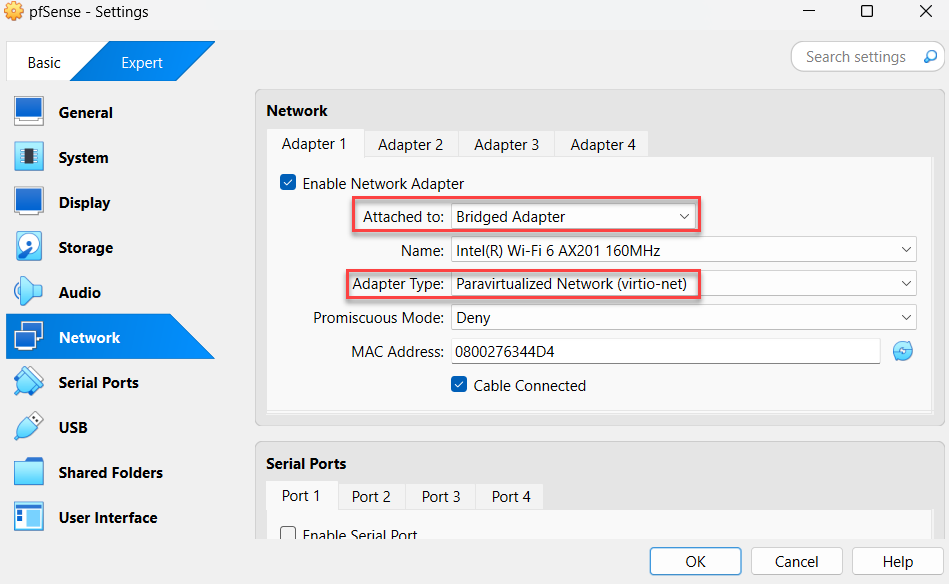 pfSense - Settings
Basic
Expert
Search settings
General
System
Display
Storage
Audio
Network
Serial Ports
USB
Shared Folders
User Interface
Network
Adapter 1 Adapter 2 Adapter 3 Adapter 4
Enable Network Adapter
Attached to: Bridged Adapter
Name: Intel(R) Wi-Fi 6 AX201 160MHz
Adapter Type: Paravirtualized Network (virtio-net)
Promiscuous Mode: Deny
MAC Address: 0800276344D4
Cable Connected
Serial Ports
Port 1 Port 2 Port 3 Port 4
Enable Serial Port
OK Cancel Help